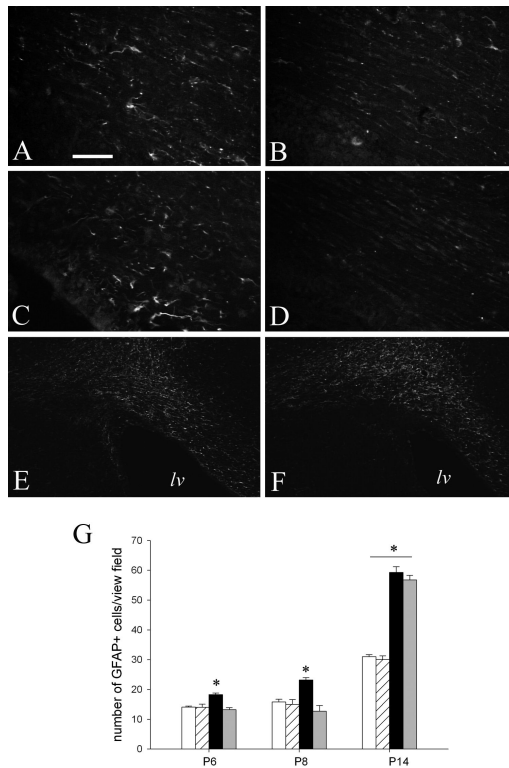 A
B
C
D
E
lv
F
lv
G
number of GFAP+ cells/view field
70
60
50
40
30
20
10
0
*
*
*
P6
P8
P14